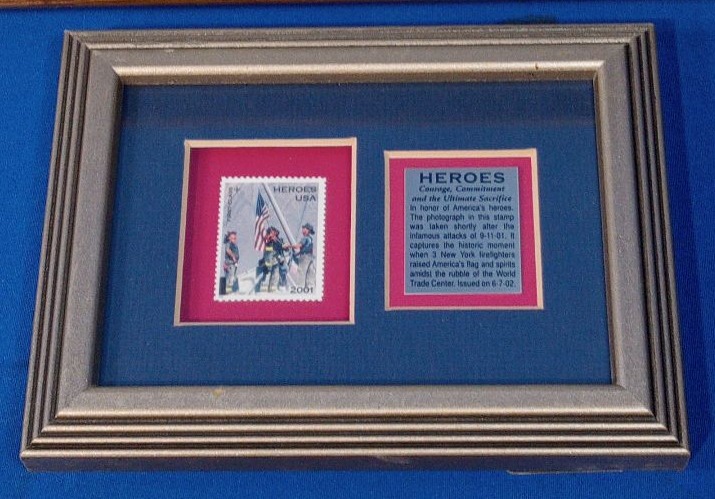 HEROES
USA
FIRST CLASS +
2001
HEROES
Courage, Commitment
and the Ultimate Sacrifice
In honor of America's heroes.
The photograph in this stamp
was taken shortly after the
infamous attacks of 9-11-01. It
captures the historic moment
when 3 New York firefighters
raised America's flag and spirits
amidst the rubble of the World
Trade Center. Issued on 6-7-02.